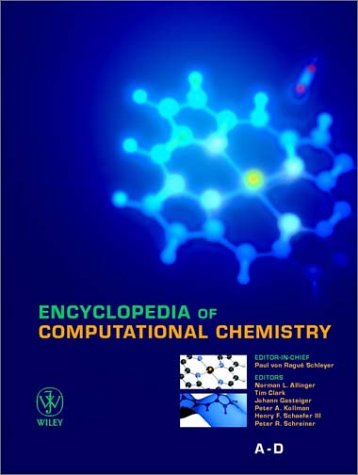 ENCYCLOPEDIA OF
COMPUTATIONAL CHEMISTRY
EDITOR-IN-CHIEF
Paul von Ragué Schleyer
EDITORS
Norman L. Allinger
Tim Clark
Johann Gasteiger
Peter A. Kollman
Henry F. Schaefer III
Peter R. Schreiner
WILEY
A-D